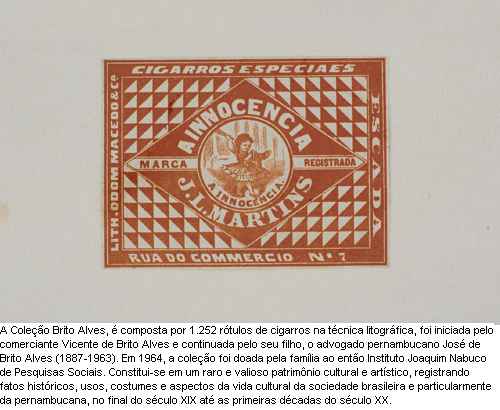 CIGARROS ESPECIAES
LITH. ODOM MACEDO & Cª
ESCADA
A INNOCENCIA
MARCA REGISTRADA
A INNOCENCIA
J. L. MARTINS
RUA DO COMMERCIO Nº 7
A Coleção Brito Alves, é composta por 1.252 rótulos de cigarros na técnica litográfica, foi iniciada pelo
comerciante Vicente de Brito Alves e continuada pelo seu filho, o advogado pernambucano José de
Brito Alves (1887-1963). Em 1964, a coleção foi doada pela família ao então Instituto Joaquim Nabuco
de Pesquisas Sociais. Constitui-se em um raro e valioso patrimônio cultural e artístico, registrando
fatos históricos, usos, costumes e aspectos da vida cultural da sociedade brasileira e particularmente
da pernambucana, no final do século XIX até as primeiras décadas do século XX.